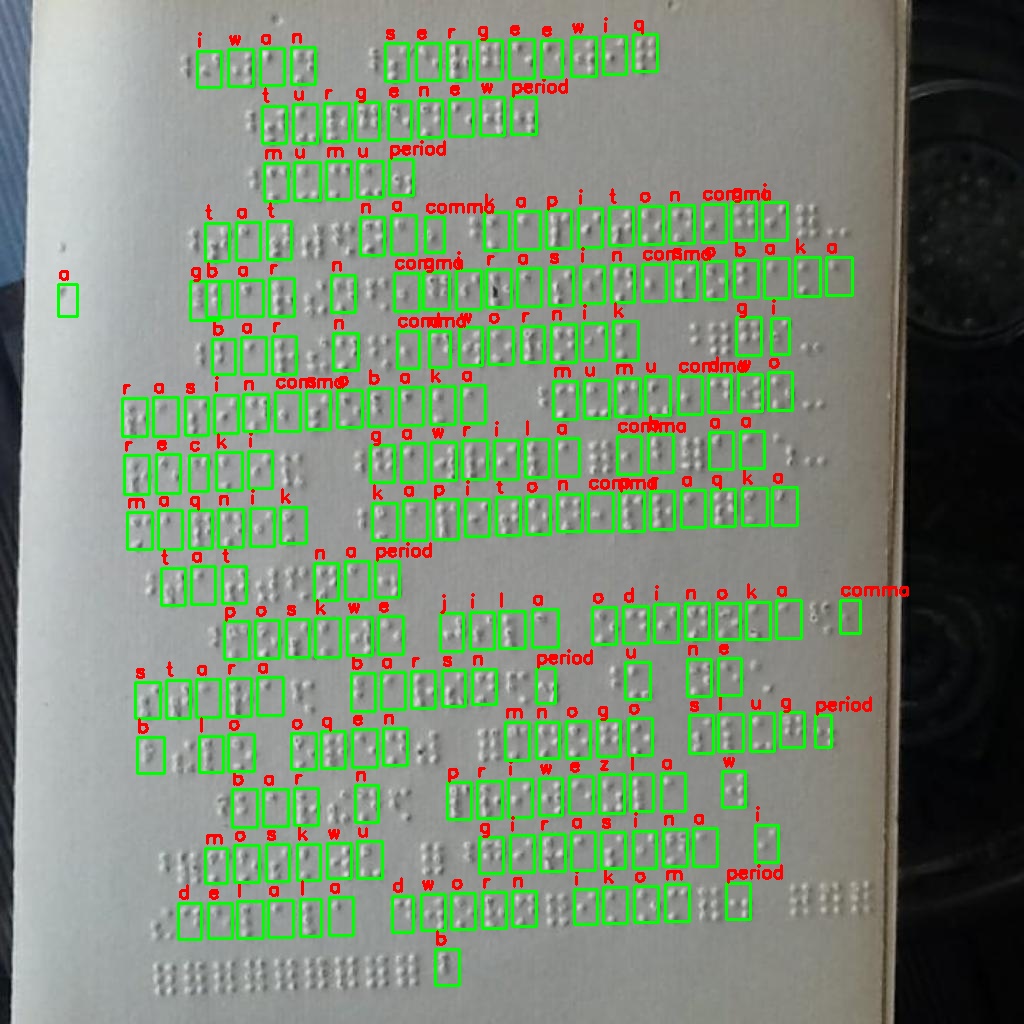 i w a n s e r g e e w i q
t u r g e n e w period
m u m u period
t a t n a comma k a p i t o n comma g i
a g b a r n comma g i r a s i n comma s o b a k a
b a r n comma d w o r n i k g i
r a s i n comma s o b a k a m u m u comma d w o
r e c k i g a w r i l a comma b a a
m a q n i k k a p i t o n comma p r a q k a
t a t n a period
p o s k w e j i l a o d i n o k a comma
s t a r a b a r s n period u n e
b l o o q e n m n o g o s l u g period
b a r n p r i w e z l a w
m o s k w u g i r a s i n a i
d e l a l a d w o r n i k o m period
b